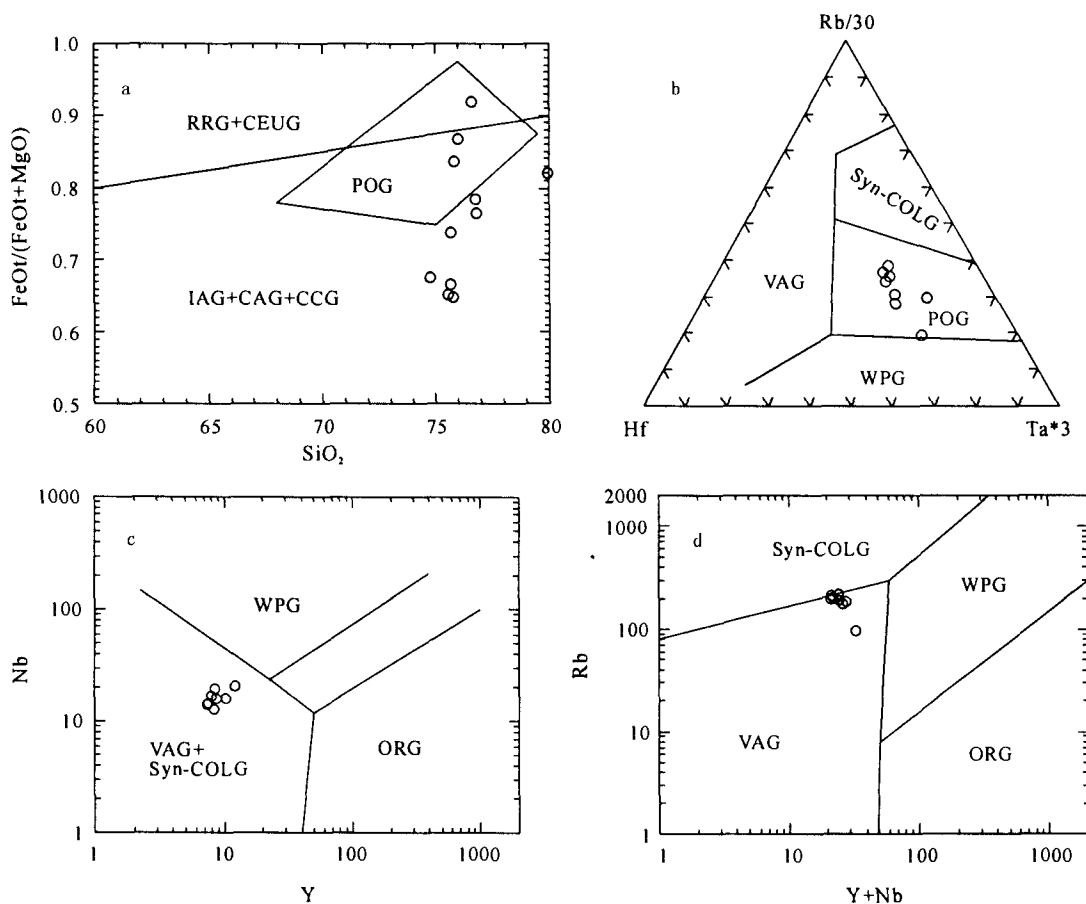 a
1.0
0.9
0.8
0.7
0.6
0.5
FeOt/(FeOt+MgO)
RRG+CEUG
POG
IAG+CAG+CCG
60
65
70
75
80
SiO₂
b
Rb/30
Syn-COLG
VAG
POG
WPG
Hf
Ta*3
c
1000
100
10
1
Nb
WPG
VAG+
Syn-COLG
ORG
1
10
100
1000
Y
d
2000
1000
100
10
1
Rb
Syn-COLG
WPG
VAG
ORG
1
10
100
1000
Y+Nb